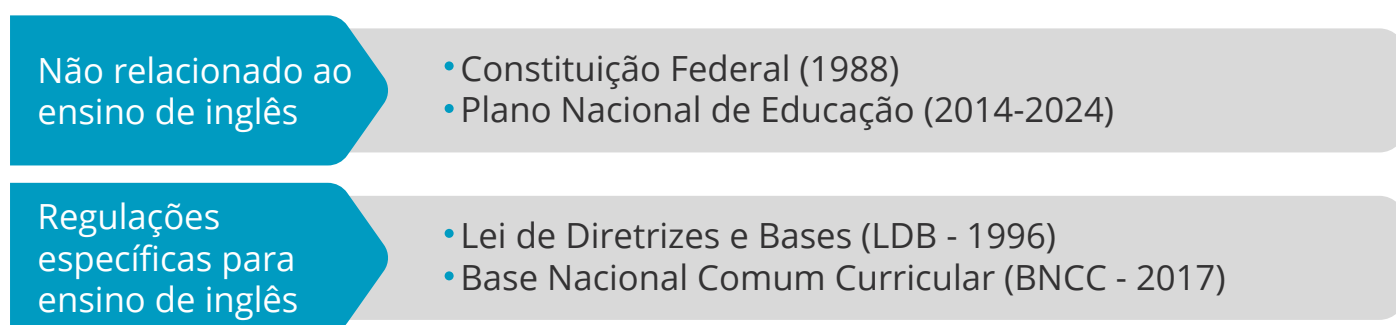 Não relacionado ao
ensino de inglês
• Constituição Federal (1988)
• Plano Nacional de Educação (2014-2024)
Regulações
específicas para
ensino de inglês
• Lei de Diretrizes e Bases (LDB - 1996)
• Base Nacional Comum Curricular (BNCC - 2017)